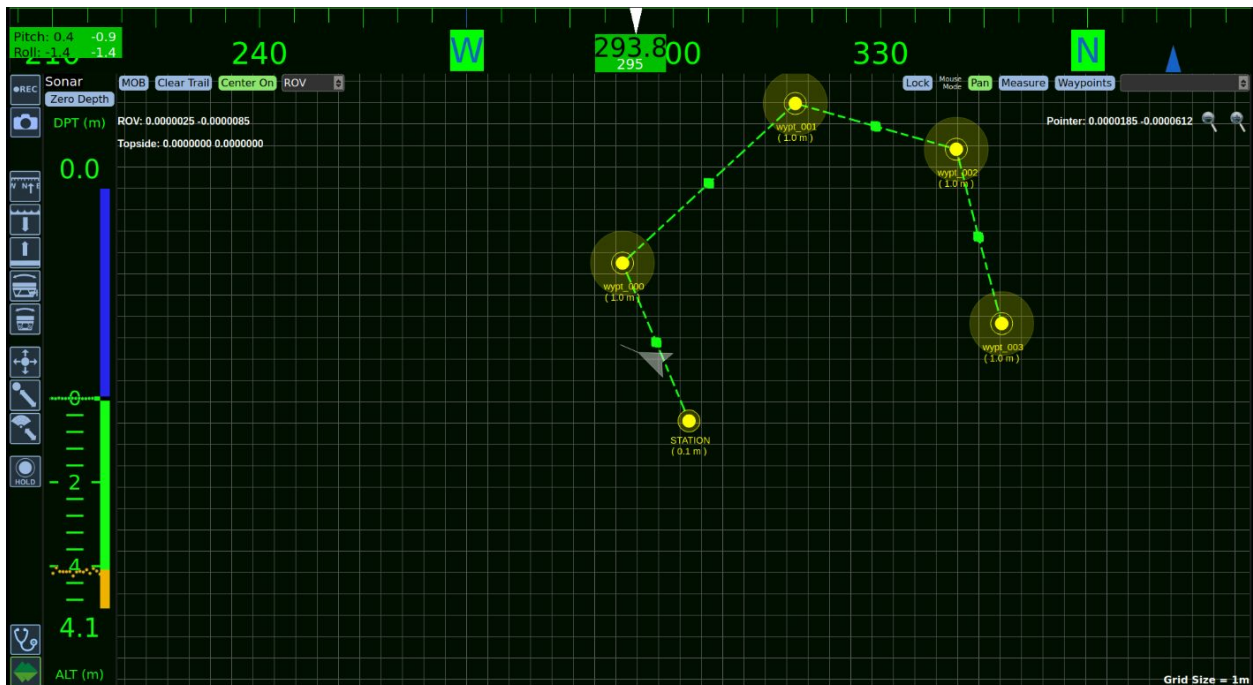 Pitch: 0.4 -0.9
Roll: -1.4 -1.4
210 240 W 293.8 300 330 N
295
REC
Sonar
Zero Depth
MOB Clear Trail Center On ROV
Lock Mouse Mode Pan Measure Waypoints
DPT (m)
ROV: 0.0000025 -0.0000085
Pointer: 0.0000185 -0.0000612
Topside: 0.0000000 0.0000000
0.0
wypt_001
( 1.0 m )
wypt_002
( 1.0 m )
W N E
wypt_000
( 1.0 m )
wypt_003
( 1.0 m )
0
STATION
( 0.1 m )
HOLD
2
4
4.1
ALT (m)
Grid Size = 1m